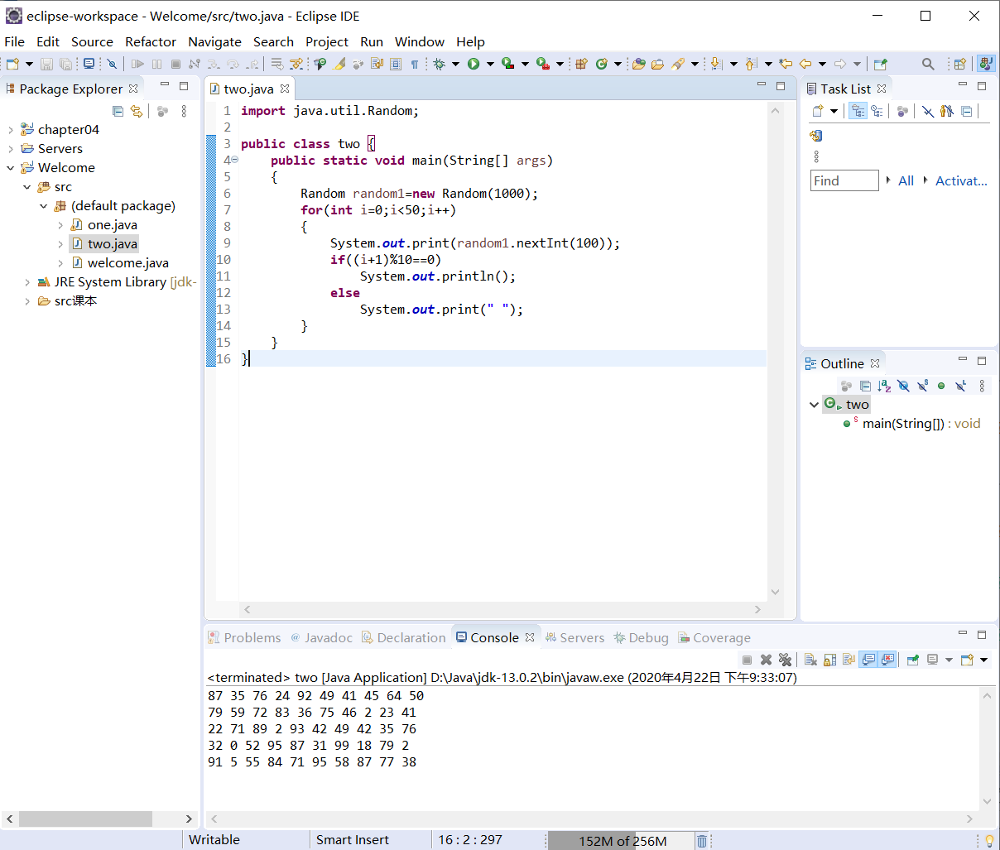 eclipse-workspace - Welcome/src/two.java - Eclipse IDE
File Edit Source Refactor Navigate Search Project Run Window Help
Package Explorer
chapter04
Servers
Welcome
src
(default package)
one.java
two.java
welcome.java
JRE System Library [jdk-
src课本
two.java
1 import java.util.Random;
2
3 public class two {
4     public static void main(String[] args)
5     {
6         Random random1=new Random(1000);
7         for(int i=0;i<50;i++)
8         {
9             System.out.print(random1.nextInt(100));
10             if((i+1)%10==0)
11                 System.out.println();
12             else
13                 System.out.print(" ");
14         }
15     }
16 }
Task List
Find All Activat...
Outline
two
main(String[]) : void
Problems Javadoc Declaration Console Servers Debug Coverage
<terminated> two [Java Application] D:\Java\jdk-13.0.2\bin\javaw.exe (2020年4月22日 下午9:33:07)
87 35 76 24 92 49 41 45 64 50
79 59 72 83 36 75 46 2 23 41
22 71 89 2 93 42 49 42 35 76
32 0 52 95 87 31 99 18 79 2
91 5 55 84 71 95 58 87 77 38
Writable Smart Insert 16 : 2 : 297 152M of 256M